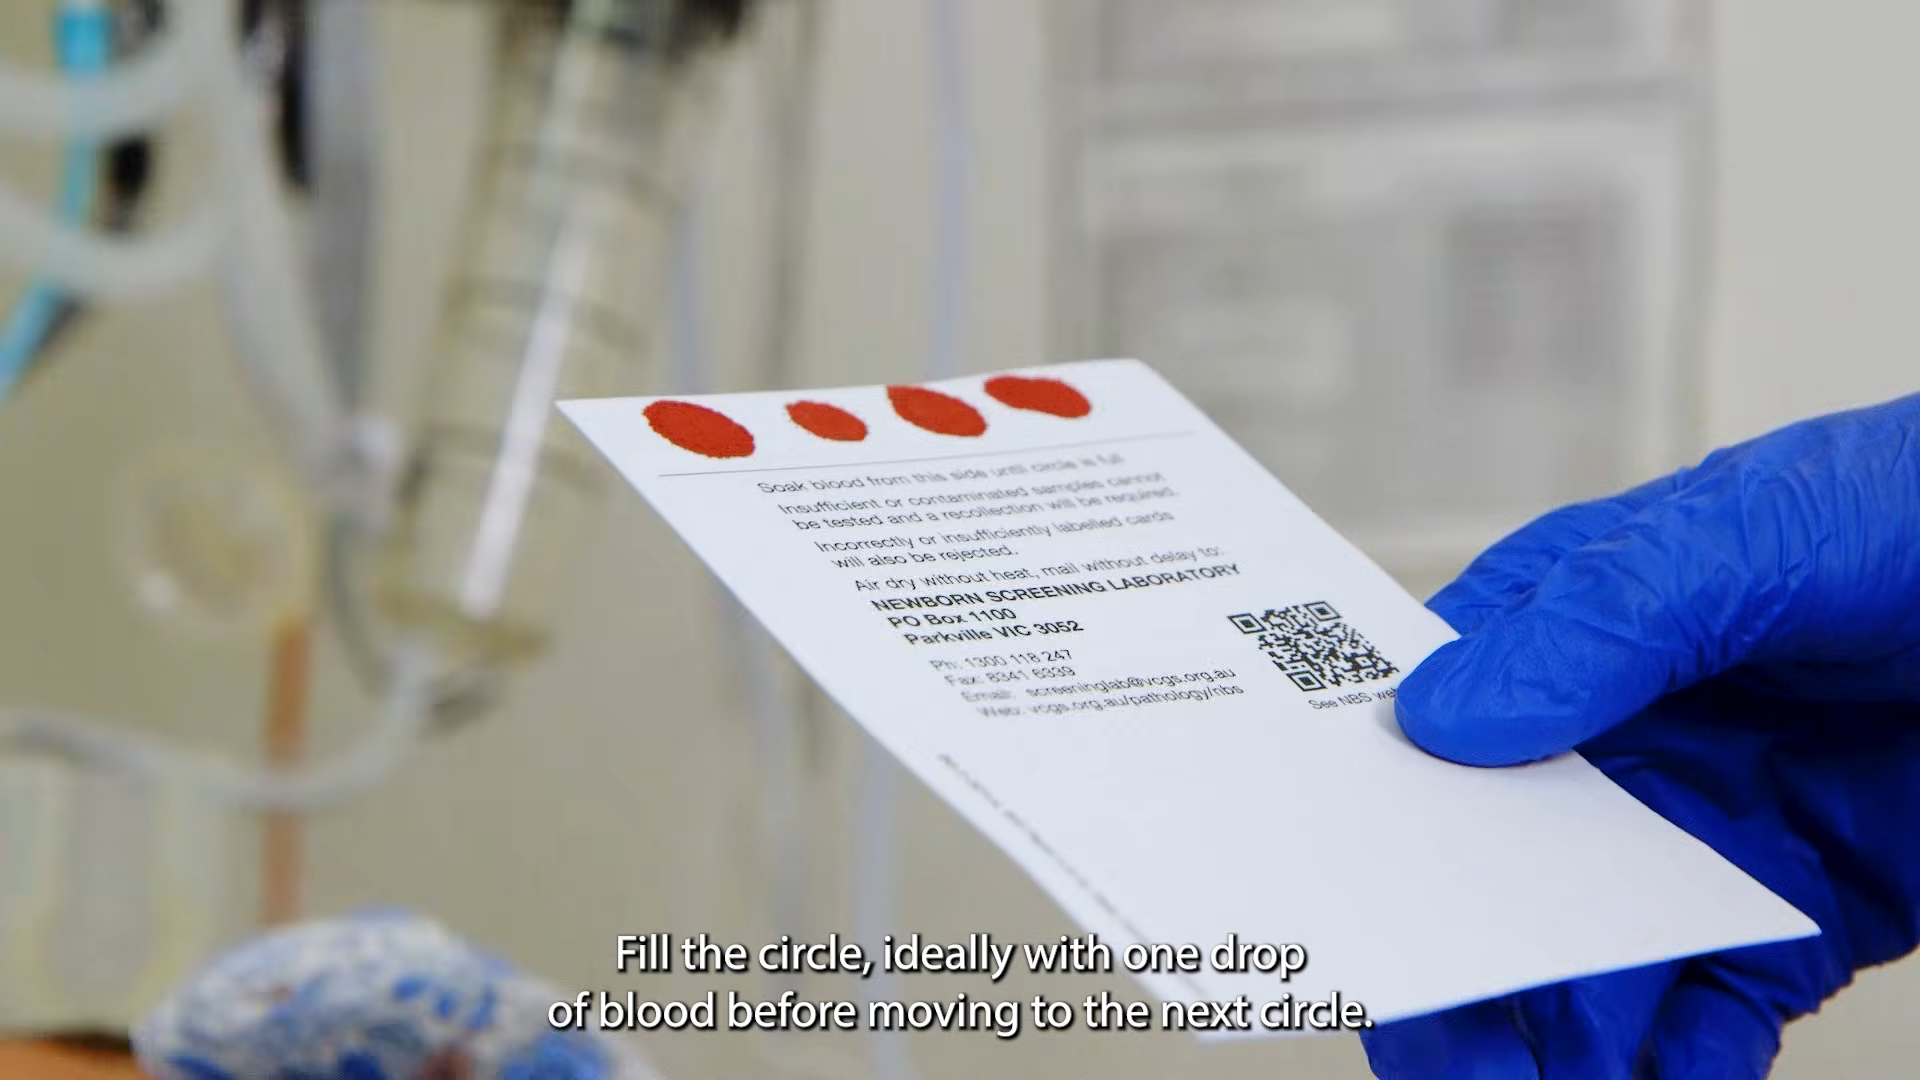 Soak blood from this side until circle is full
Insufficient or contaminated samples cannot
be tested and a recollection will be required.
Incorrectly or insufficiently labelled cards
will also be rejected.
Air dry without heat, mail without delay to:
NEWBORN SCREENING LABORATORY
PO Box 1100
Parkville VIC 3052
Ph: 1300 118 247
Fax: 8341 6339
Email: screeninglab@vcgs.org.au
Web: vcgs.org.au/pathology/nbs
See NBS
Fill the circle, ideally with one drop
of blood before moving to the next circle.